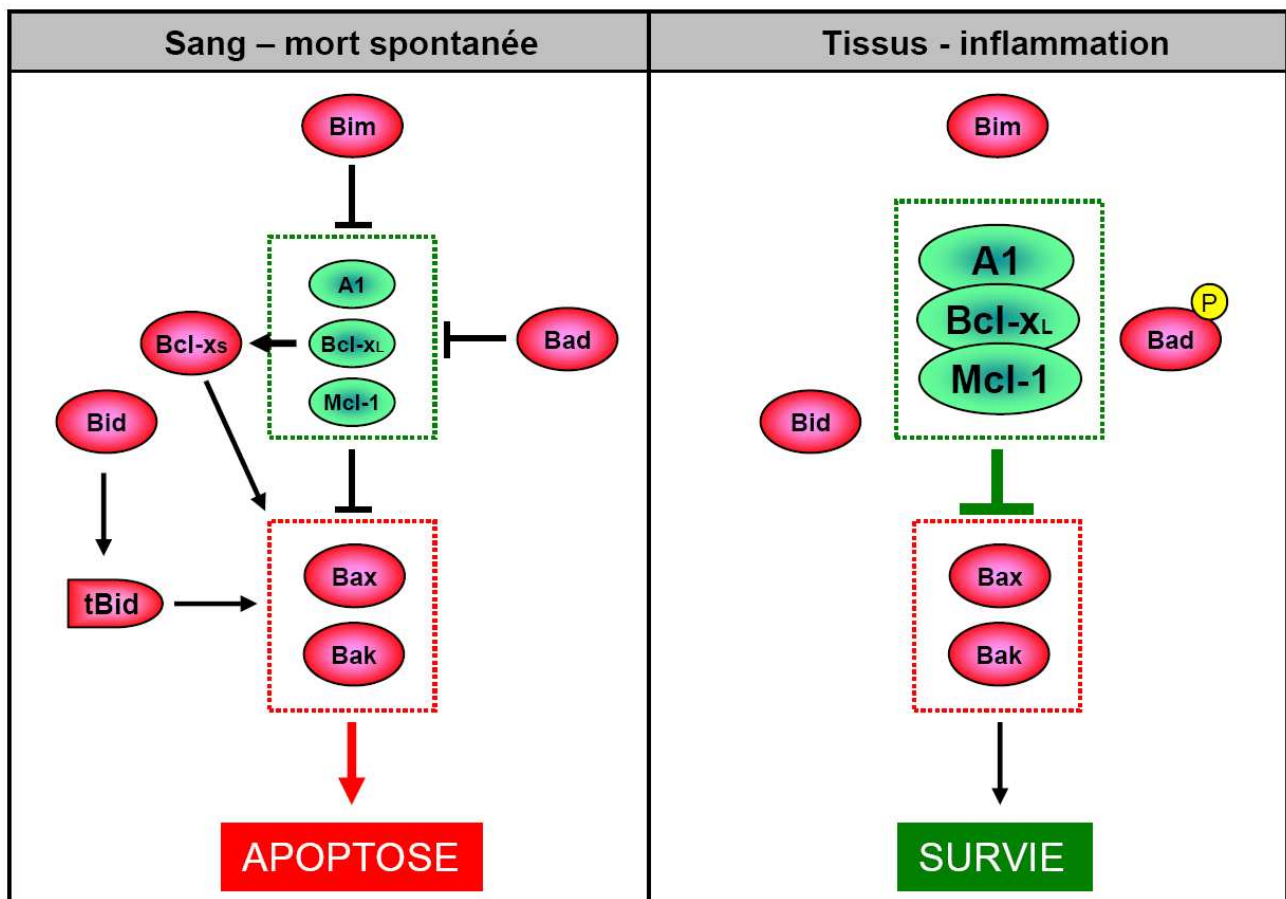 Sang – mort spontanée
Bim
A1
Bcl-xL
Mcl-1
Bcl-xs
Bad
Bid
tBid
Bax
Bak
APOPTOSE
Tissus - inflammation
Bim
A1
Bcl-xL
Mcl-1
P
Bad
Bid
Bax
Bak
SURVIE